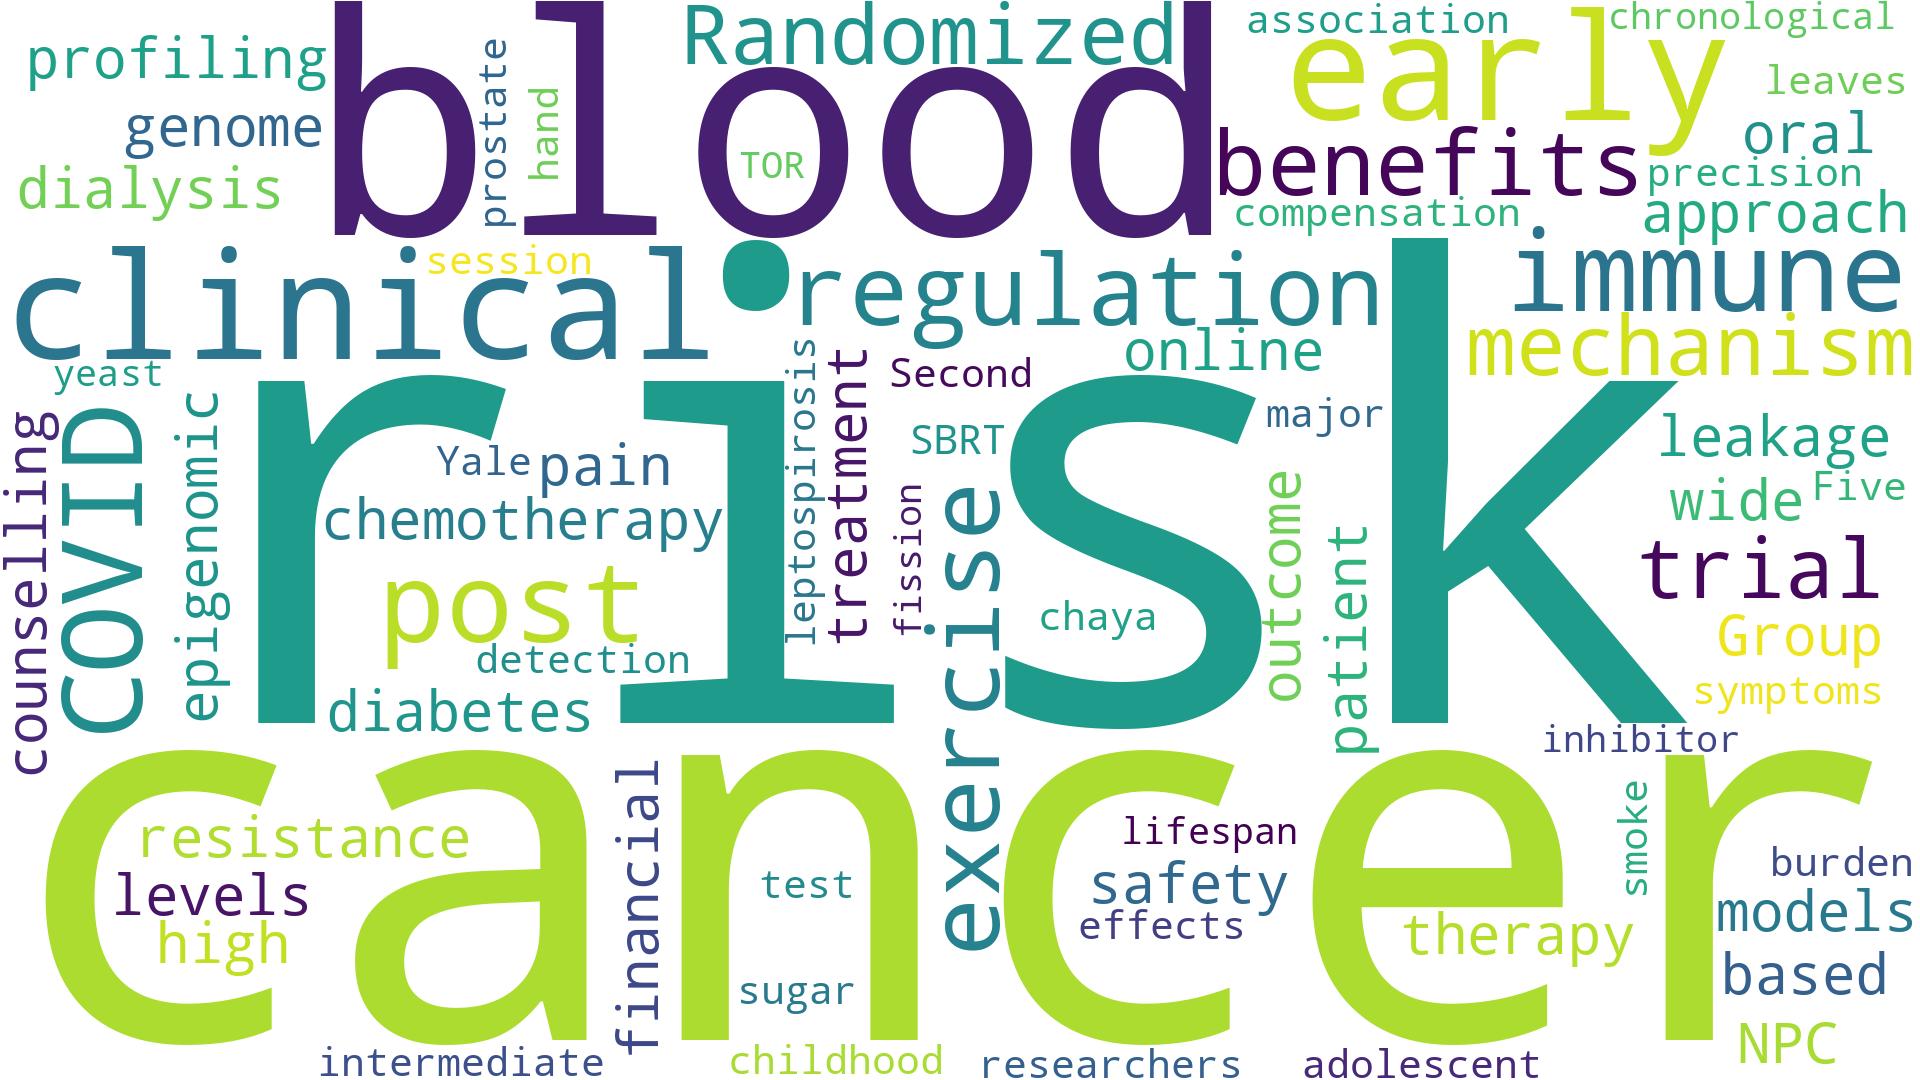 profiling
blood
prostate
hand
Randomized
TOR
association
chronological
early
leaves
genome
benefits
oral
precision
dialysis
compensation
approach
clinical
session
regulation
immune
yeast
leptospirosis
treatment
Second
online
mechanism
risk
counselling
COVID
epigenomic
Yale
pain
SBRT
major
leakage
chemotherapy
fission
exercise
outcome
wide
Five
post
chaya
patient
trial
detection
Group
diabetes
symptoms
inhibitor
cancer
resistance
financial
lifespan
smoke
burden
levels
test
safety
models
high
effects
therapy
sugar
based
intermediate
childhood
researchers
adolescent
NPC